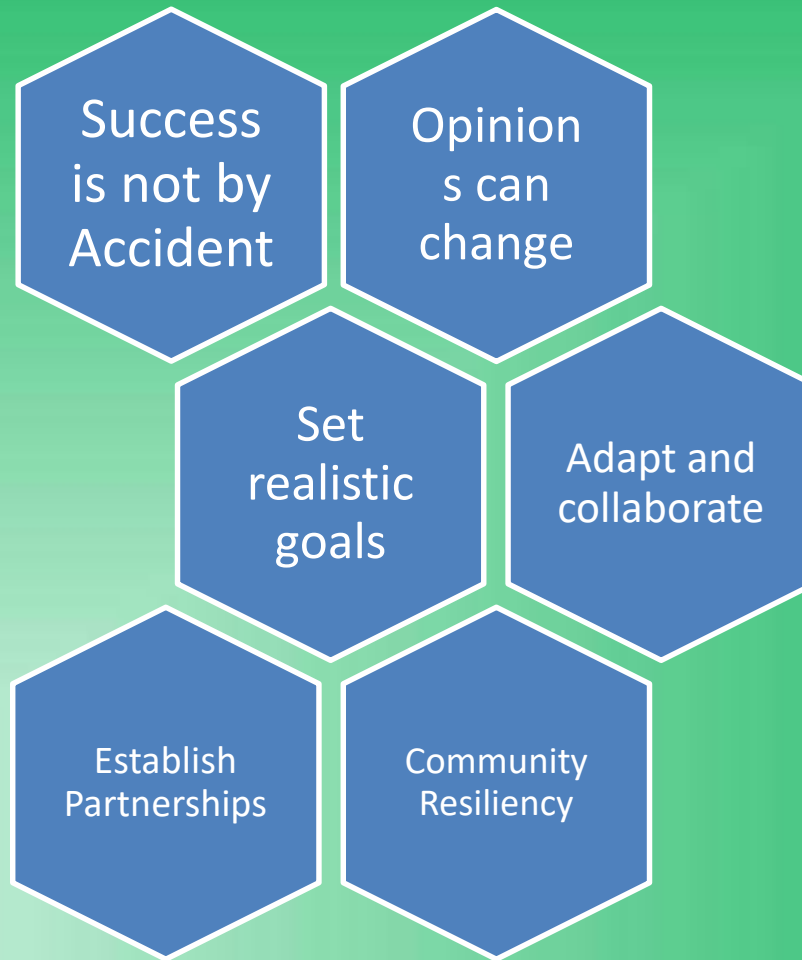 Success
is not by
Accident
Opinion
s can
change
Set
realistic
goals
Adapt and
collaborate
Establish
Partnerships
Community
Resiliency